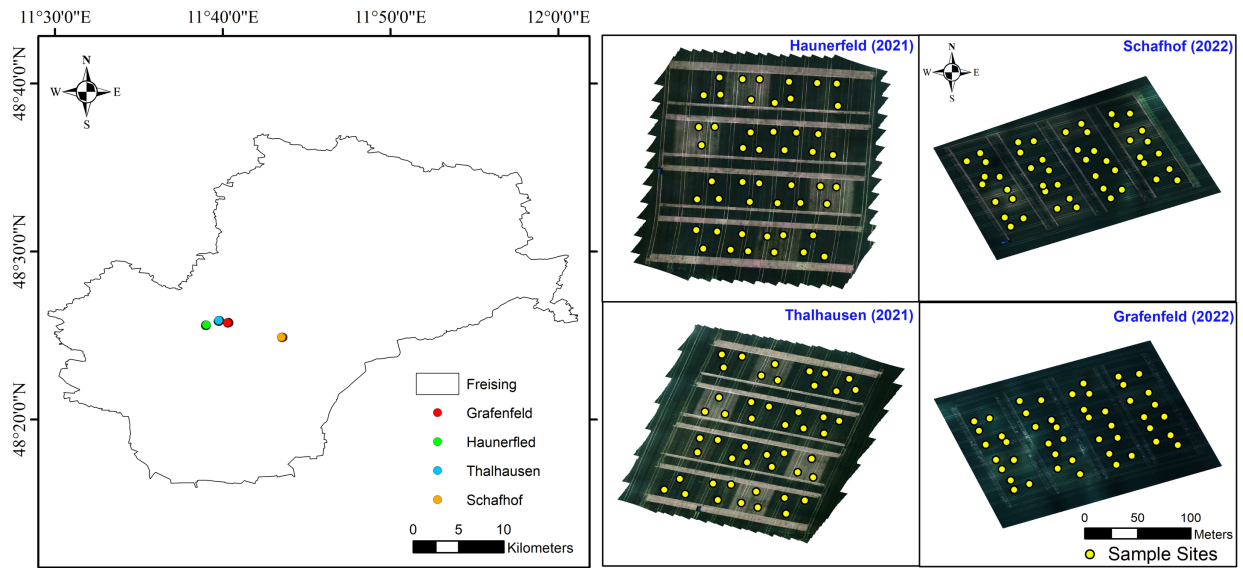 11°30'0"E 11°40'0"E 11°50'0"E 12°0'0"E
48°40'0"N
48°30'0"N
48°20'0"N
N
W E
S
Freising
Grafenfeld
Haunerfled
Thalhausen
Schafhof
0 5 10
Kilometers
Haunerfeld (2021)
Schafhof (2022)
N
W E
S
Thalhausen (2021)
Grafenfeld (2022)
0 50 100
Meters
Sample Sites